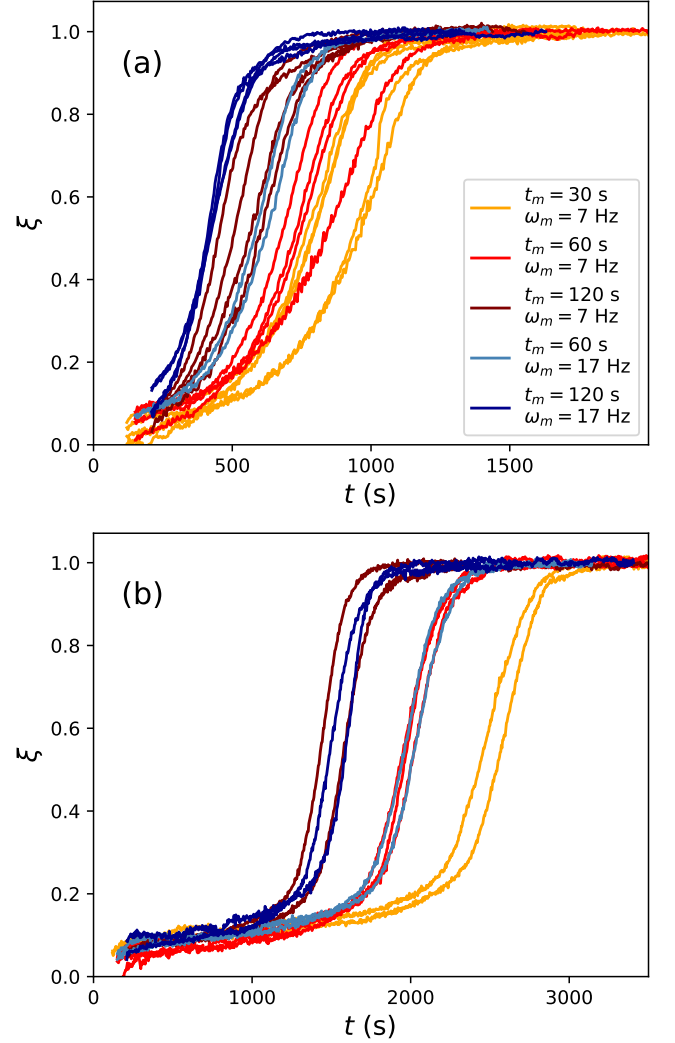 (a)
1.0
0.8
0.6
0.4
0.2
0.0
ξ
t_m = 30 s
ω_m = 7 Hz
t_m = 60 s
ω_m = 7 Hz
t_m = 120 s
ω_m = 7 Hz
t_m = 60 s
ω_m = 17 Hz
t_m = 120 s
ω_m = 17 Hz
0 500 1000 1500
t (s)
(b)
1.0
0.8
0.6
0.4
0.2
0.0
ξ
0 1000 2000 3000
t (s)